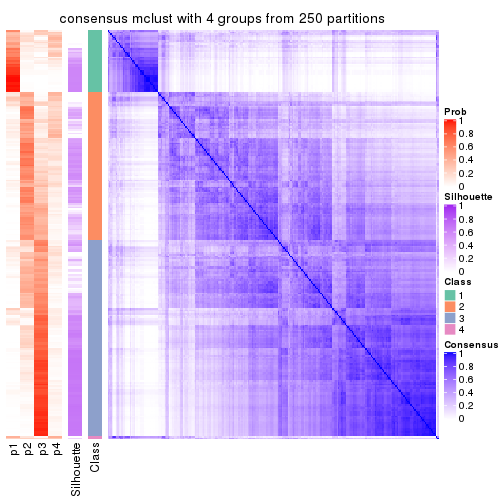 consensus mclust with 4 groups from 250 partitions
Prob
1
0.8
0.6
0.4
0.2
0
Silhouette
1
0.8
0.6
0.4
0.2
0
Class
1
2
3
4
Consensus
1
0.8
0.6
0.4
0.2
0
p1
p2
p3
p4
Silhouette
Class